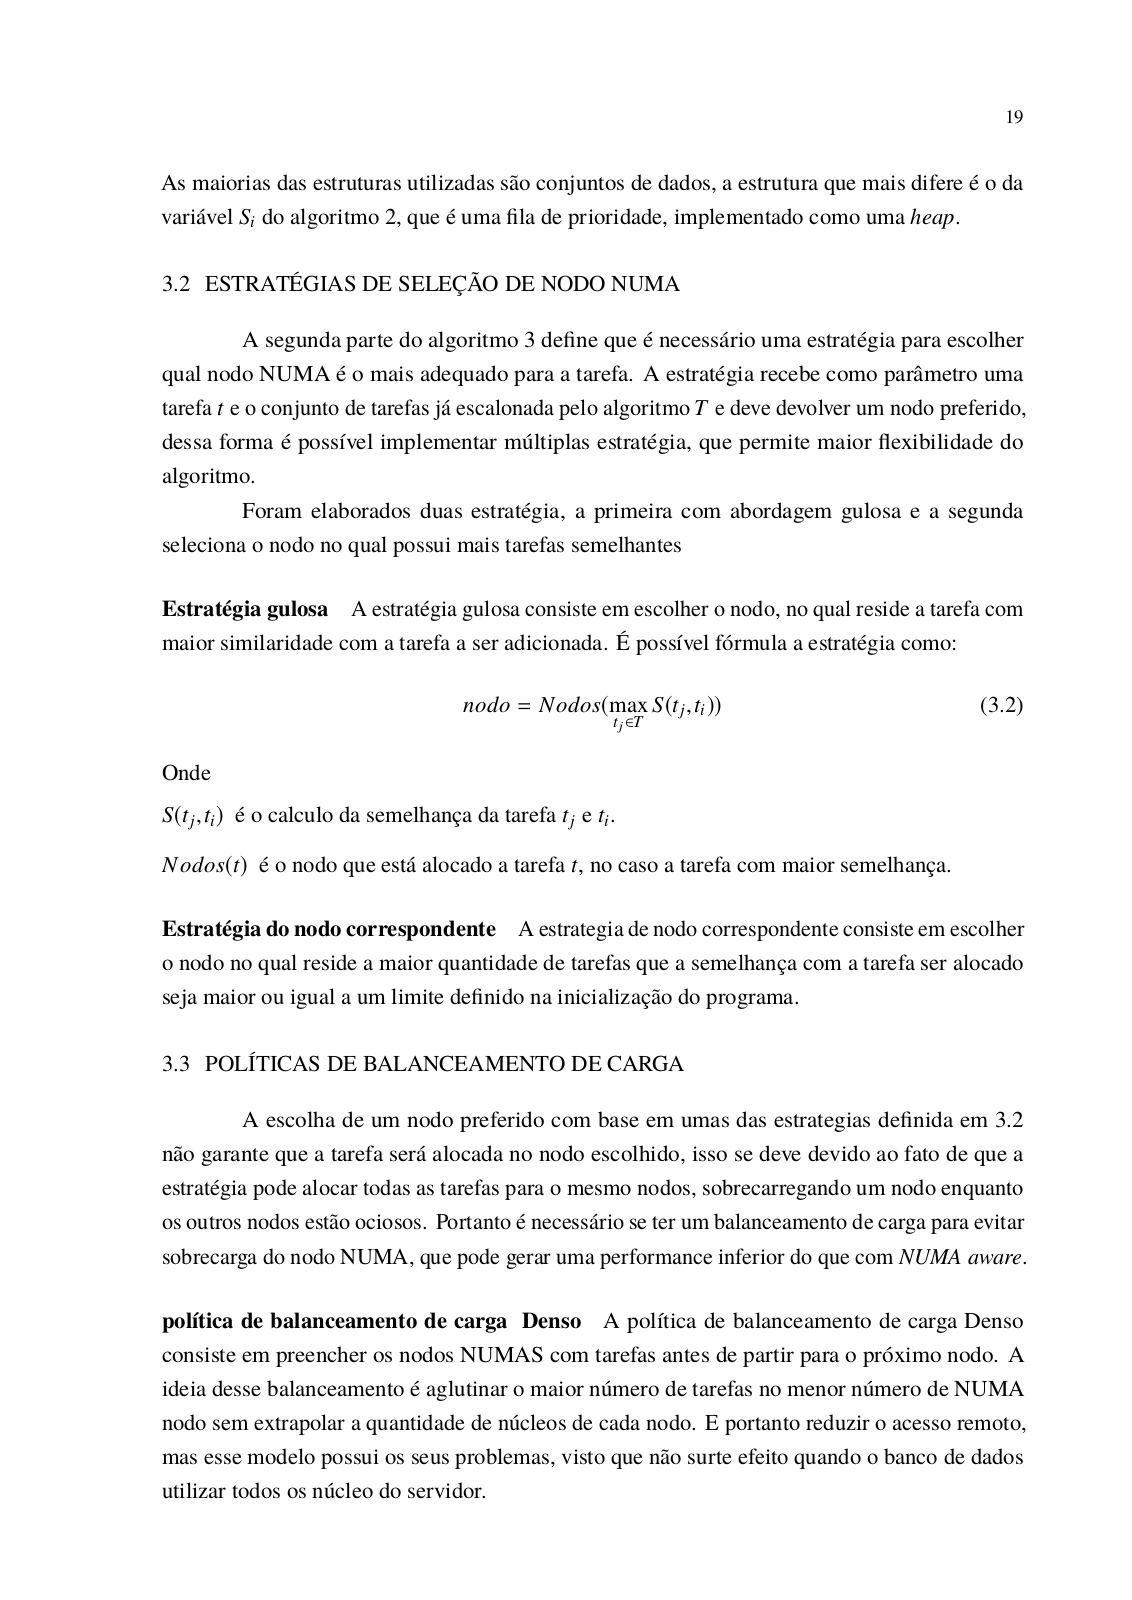 19
As maiorias das estruturas utilizadas são conjuntos de dados, a estrutura que mais difere é o da
variável S_i do algoritmo 2, que é uma fila de prioridade, implementado como uma heap.
3.2 ESTRATÉGIAS DE SELEÇÃO DE NODO NUMA
A segunda parte do algoritmo 3 define que é necessário uma estratégia para escolher
qual nodo NUMA é o mais adequado para a tarefa. A estratégia recebe como parâmetro uma
tarefa t e o conjunto de tarefas já escalonada pelo algoritmo T e deve devolver um nodo preferido,
dessa forma é possível implementar múltiplas estratégia, que permite maior flexibilidade do
algoritmo.
Foram elaborados duas estratégia, a primeira com abordagem gulosa e a segunda
seleciona o nodo no qual possui mais tarefas semelhantes
Estratégia gulosa A estratégia gulosa consiste em escolher o nodo, no qual reside a tarefa com
maior similaridade com a tarefa a ser adicionada. É possível fórmula a estratégia como:
nodo = Nodos(max_{t_j∈T} S(t_j, t_i)) (3.2)
Onde
S(t_j, t_i) é o calculo da semelhança da tarefa t_j e t_i.
Nodos(t) é o nodo que está alocado a tarefa t, no caso a tarefa com maior semelhança.
Estratégia do nodo correspondente A estrategia de nodo correspondente consiste em escolher
o nodo no qual reside a maior quantidade de tarefas que a semelhança com a tarefa ser alocado
seja maior ou igual a um limite definido na inicialização do programa.
3.3 POLÍTICAS DE BALANCEAMENTO DE CARGA
A escolha de um nodo preferido com base em umas das estrategias definida em 3.2
não garante que a tarefa será alocada no nodo escolhido, isso se deve devido ao fato de que a
estratégia pode alocar todas as tarefas para o mesmo nodos, sobrecarregando um nodo enquanto
os outros nodos estão ociosos. Portanto é necessário se ter um balanceamento de carga para evitar
sobrecarga do nodo NUMA, que pode gerar uma performance inferior do que com NUMA aware.
política de balanceamento de carga Denso A política de balanceamento de carga Denso
consiste em preencher os nodos NUMAS com tarefas antes de partir para o próximo nodo. A
ideia desse balanceamento é aglutinar o maior número de tarefas no menor número de NUMA
nodo sem extrapolar a quantidade de núcleos de cada nodo. E portanto reduzir o acesso remoto,
mas esse modelo possui os seus problemas, visto que não surte efeito quando o banco de dados
utilizar todos os núcleo do servidor.